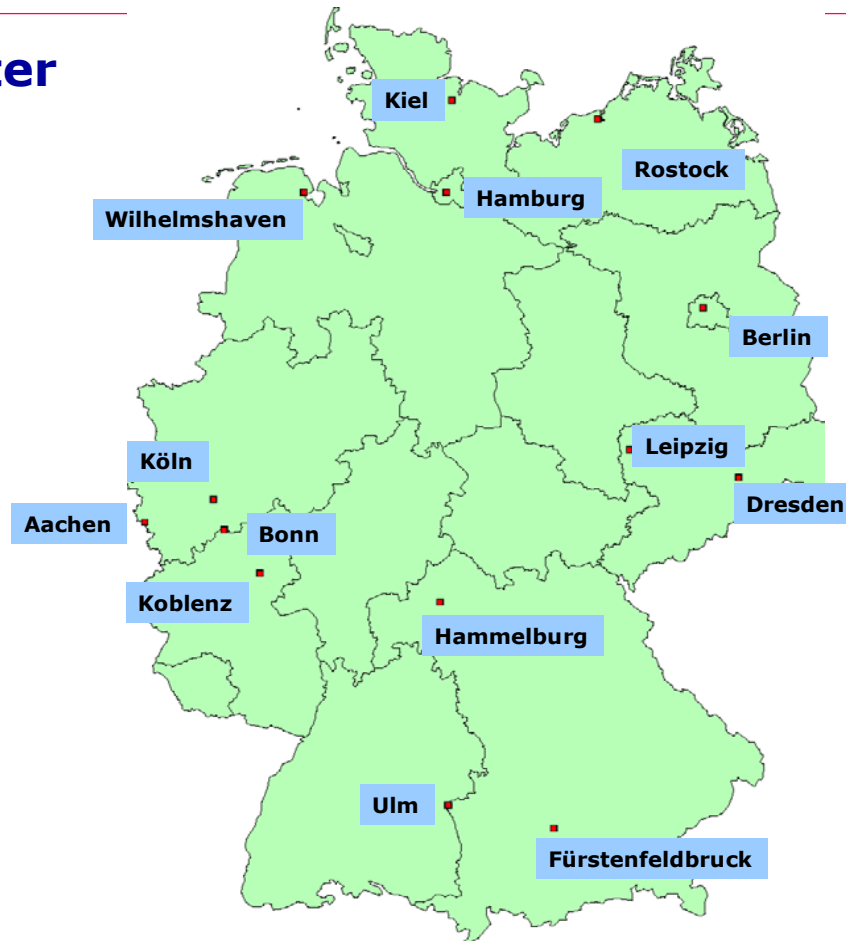 ter
Kiel
Rostock
Hamburg
Wilhelmshaven
Berlin
Leipzig
Köln
Dresden
Aachen
Bonn
Koblenz
Hammelburg
Ulm
Fürstenfeldbruck